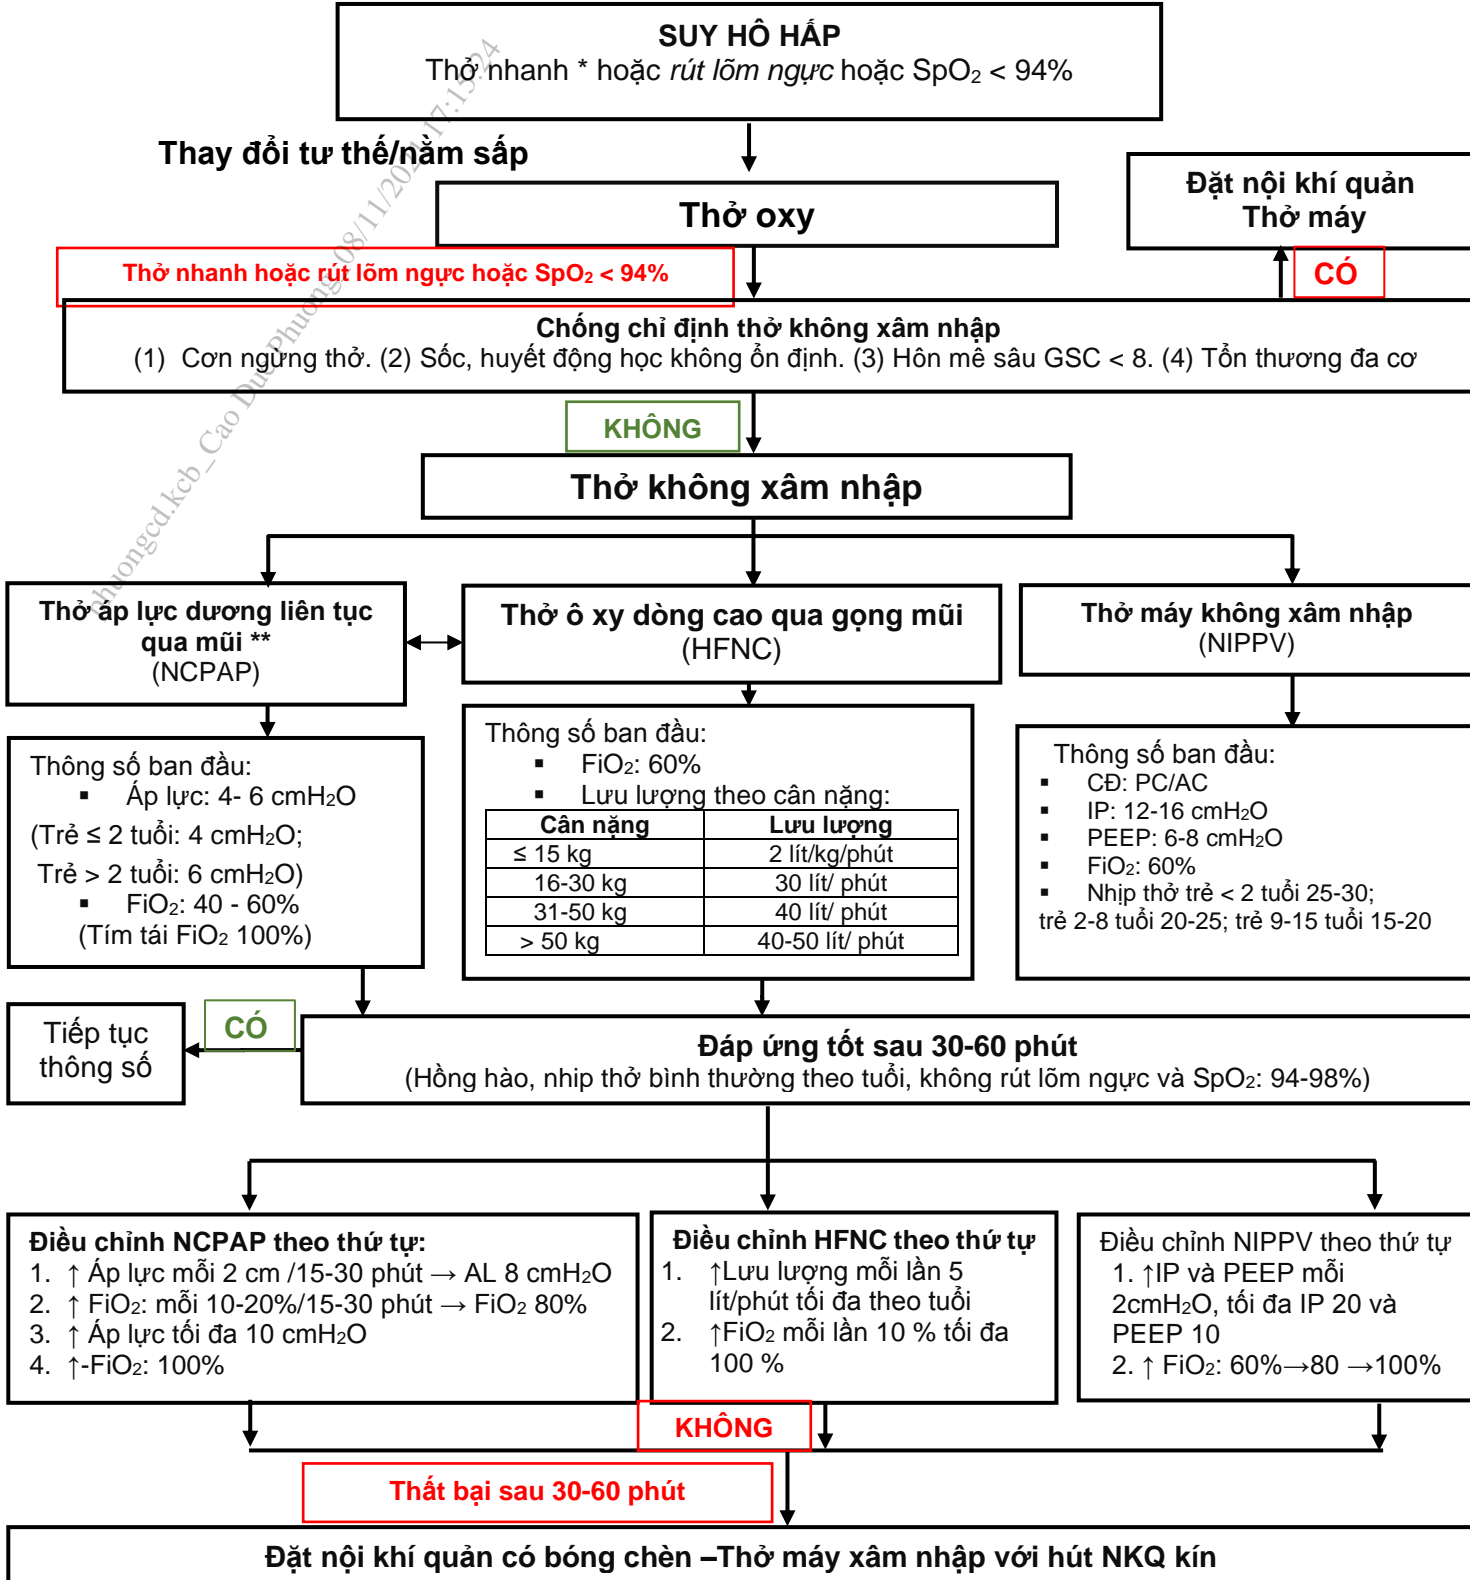 SUY HÔ HẤP
Thở nhanh * hoặc rút lõm ngực hoặc SpO₂ < 94%
Thay đổi tư thế/nằm sấp
Thở oxy
Đặt nội khí quản
Thở máy
Thở nhanh hoặc rút lõm ngực hoặc SpO₂ < 94%
CÓ
Chống chỉ định thở không xâm nhập
(1) Cơn ngừng thở. (2) Sốc, huyết động học không ổn định. (3) Hôn mê sâu GSC < 8. (4) Tổn thương đa cơ
KHÔNG
Thở không xâm nhập
Thở áp lực dương liên tục
qua mũi **
(NCPAP)
Thở ô xy dòng cao qua gọng mũi
(HFNC)
Thở máy không xâm nhập
(NIPPV)
Thông số ban đầu:
▪ Áp lực: 4- 6 cmH₂O
(Trẻ ≤ 2 tuổi: 4 cmH₂O;
Trẻ > 2 tuổi: 6 cmH₂O)
▪ FiO₂: 40 - 60%
(Tím tái FiO₂ 100%)
Thông số ban đầu:
▪ FiO₂: 60%
▪ Lưu lượng theo cân nặng:
Cân nặng Lưu lượng
≤ 15 kg 2 lít/kg/phút
16-30 kg 30 lít/ phút
31-50 kg 40 lít/ phút
> 50 kg 40-50 lít/ phút
Thông số ban đầu:
▪ CĐ: PC/AC
▪ IP: 12-16 cmH₂O
▪ PEEP: 6-8 cmH₂O
▪ FiO₂: 60%
▪ Nhịp thở trẻ < 2 tuổi 25-30;
trẻ 2-8 tuổi 20-25; trẻ 9-15 tuổi 15-20
Tiếp tục
thông số
CÓ
Đáp ứng tốt sau 30-60 phút
(Hồng hào, nhip thở bình thường theo tuổi, không rút lõm ngực và SpO₂: 94-98%)
Điều chỉnh NCPAP theo thứ tự:
1. ↑ Áp lực mỗi 2 cm /15-30 phút → AL 8 cmH₂O
2. ↑ FiO₂: mỗi 10-20%/15-30 phút → FiO₂ 80%
3. ↑ Áp lực tối đa 10 cmH₂O
4. ↑-FiO₂: 100%
Điều chỉnh HFNC theo thứ tự
1. ↑Lưu lượng mỗi lần 5
lít/phút tối đa theo tuổi
2. ↑FiO₂ mỗi lần 10 % tối đa
100 %
Điều chỉnh NIPPV theo thứ tự
1. ↑IP và PEEP mỗi
2cmH₂O, tối đa IP 20 và
PEEP 10
2. ↑ FiO₂: 60%→80 →100%
KHÔNG
Thất bại sau 30-60 phút
Đặt nội khí quản có bóng chèn –Thở máy xâm nhập với hút NKQ kín
phuongcd.kcb_Cao Duc Phuong
17:15:24